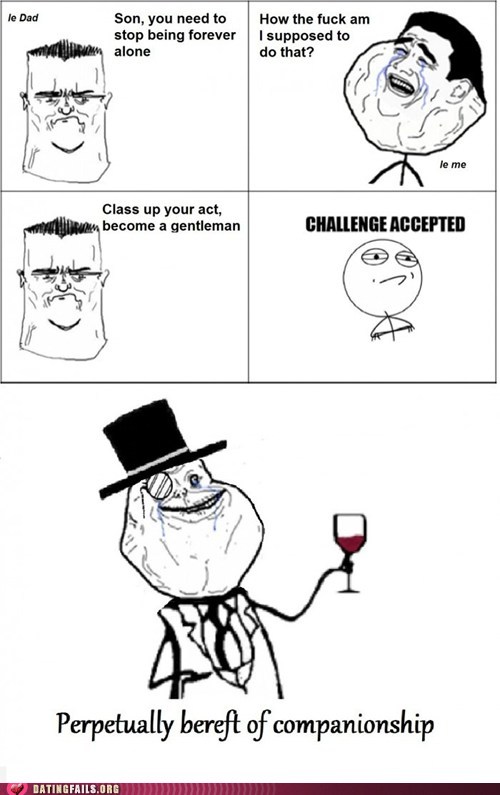 le Dad
Son, you need to
stop being forever
alone
How the fuck am
I supposed to
do that?
le me
Class up your act,
become a gentleman
CHALLENGE ACCEPTED
Perpetually bereft of companionship
DATINGFAILS.ORG